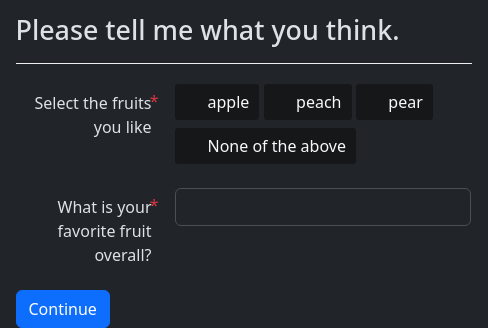 Please tell me what you think.
Select the fruits*
you like
apple
peach
pear
None of the above
What is your*
favorite fruit
overall?
Continue